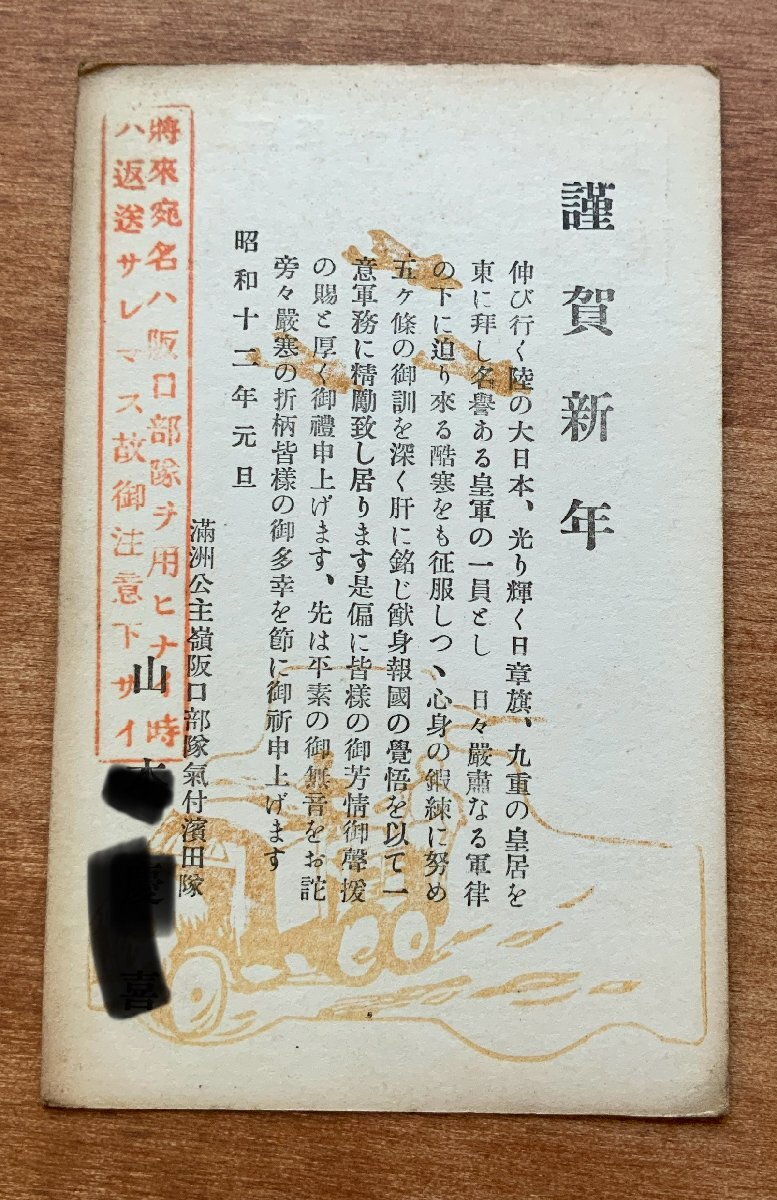 謹賀新年
伸び行く陸の大日本、光り輝く日章旗、九重の皇居を
東に拜し名譽ある皇軍の一員とし　日々嚴肅なる軍律
の下に迫り來る酷寒をも征服しつヽ心身の鍛練に努め
五ヶ條の御訓を深く肝に銘じ獻身報國の覺悟を以て一
意軍務に精勵致し居ります是偏に皆樣の御芳情御聲援
の賜と厚く御禮申上げます、先は平素の御無音をお詫
旁々嚴寒の折柄皆樣の御多幸を節に御祈申上げます
昭和十二年元旦
滿洲公主嶺阪口部隊氣付濱田隊
山
喜
將來宛名ハ阪口部隊ヲ用ヒナイ時
ハ返送サレマス故御注意下サイ